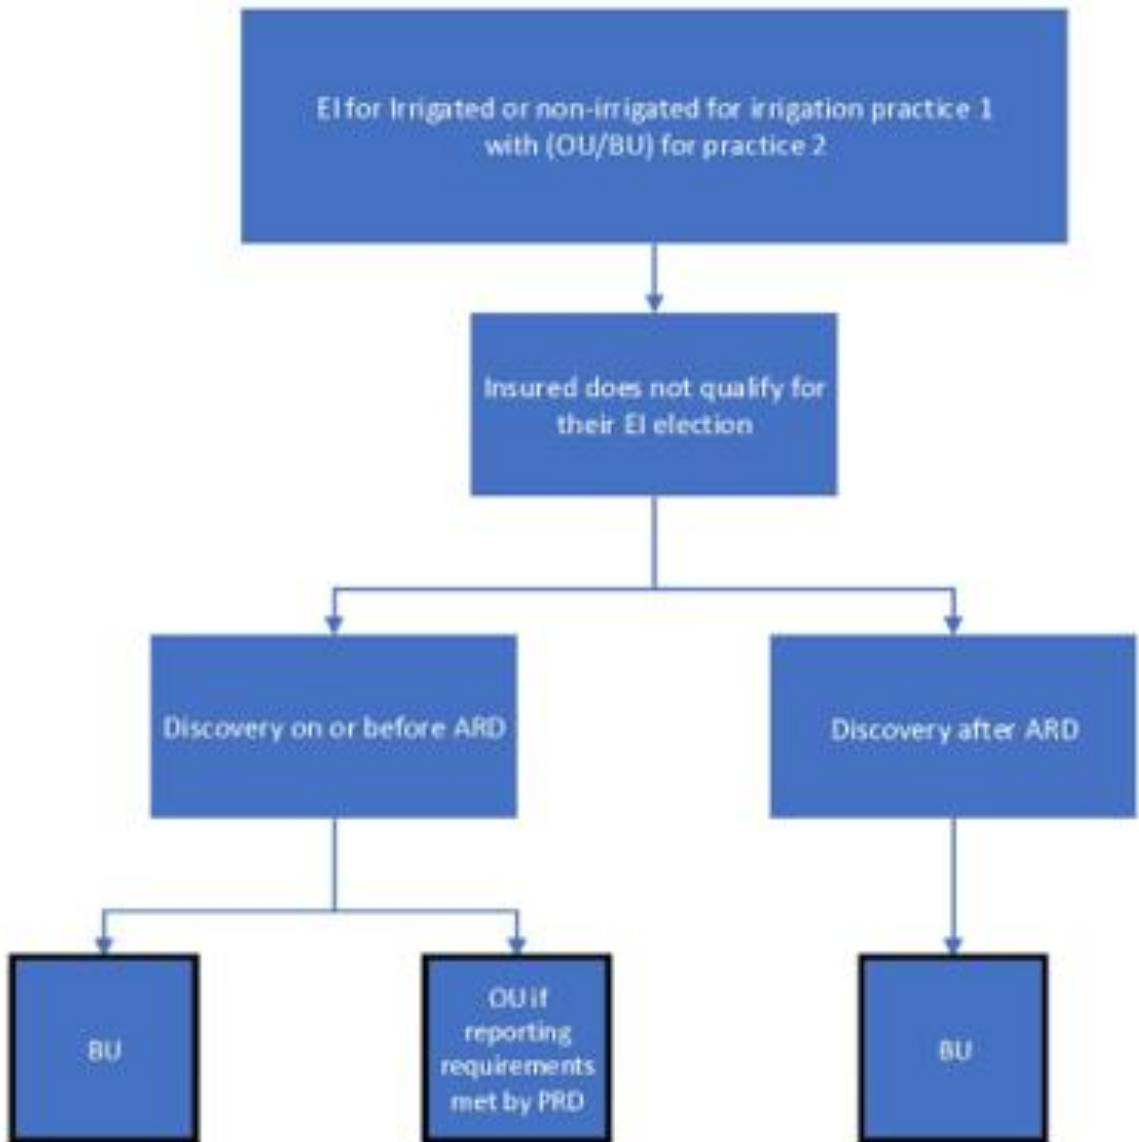 EI for Irrigated or non-irrigated for irrigation practice 1
with (OU/BU) for practice 2
Insured does not qualify for
their EI election
Discovery on or before ARD
Discovery after ARD
BU
OU if
reporting
requirements
met by PRD
BU